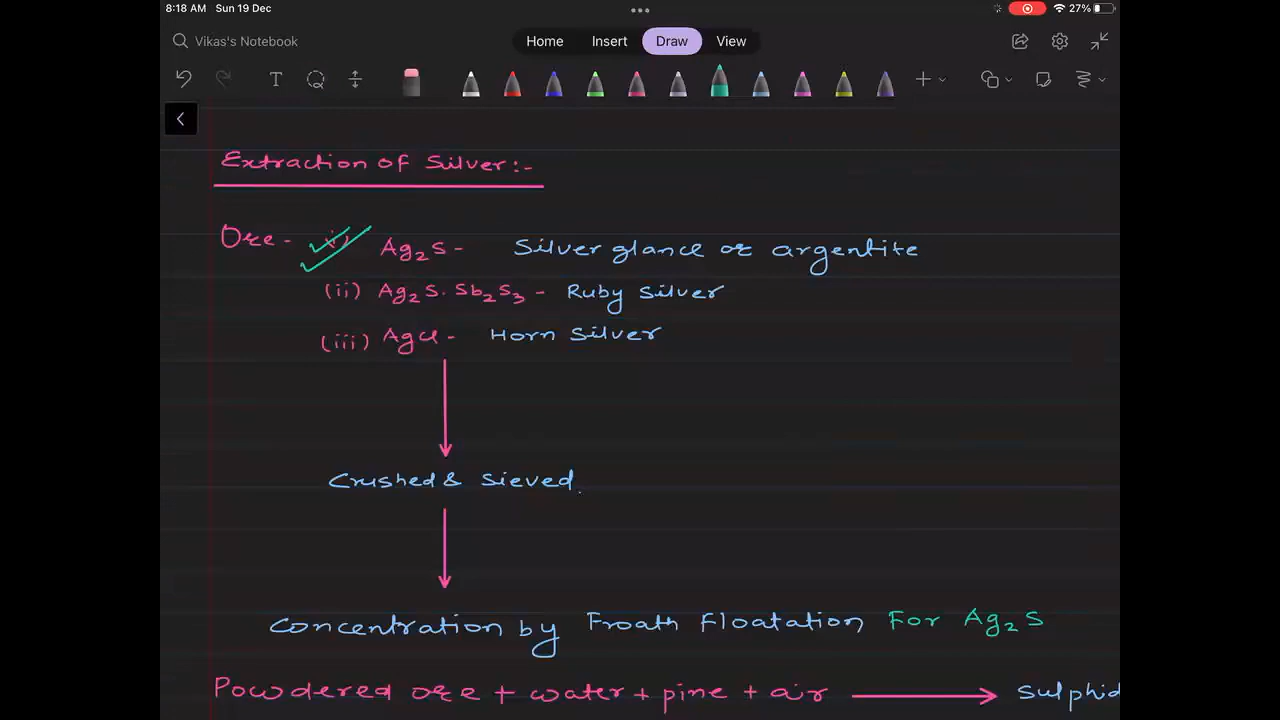 8:18 AM Sun 19 Dec
27%
Vikas's Notebook
Home Insert Draw View
Extraction of Silver:-
Ore- (i) Ag₂S- Silver glance or argentite
(ii) Ag₂S. Sb₂S₃ - Ruby Silver
(iii) AgCl- Horn Silver
Crushed & Sieved.
Concentration by Froath Floatation For Ag₂S
Powdered ore + water + pine + air → Sulphid